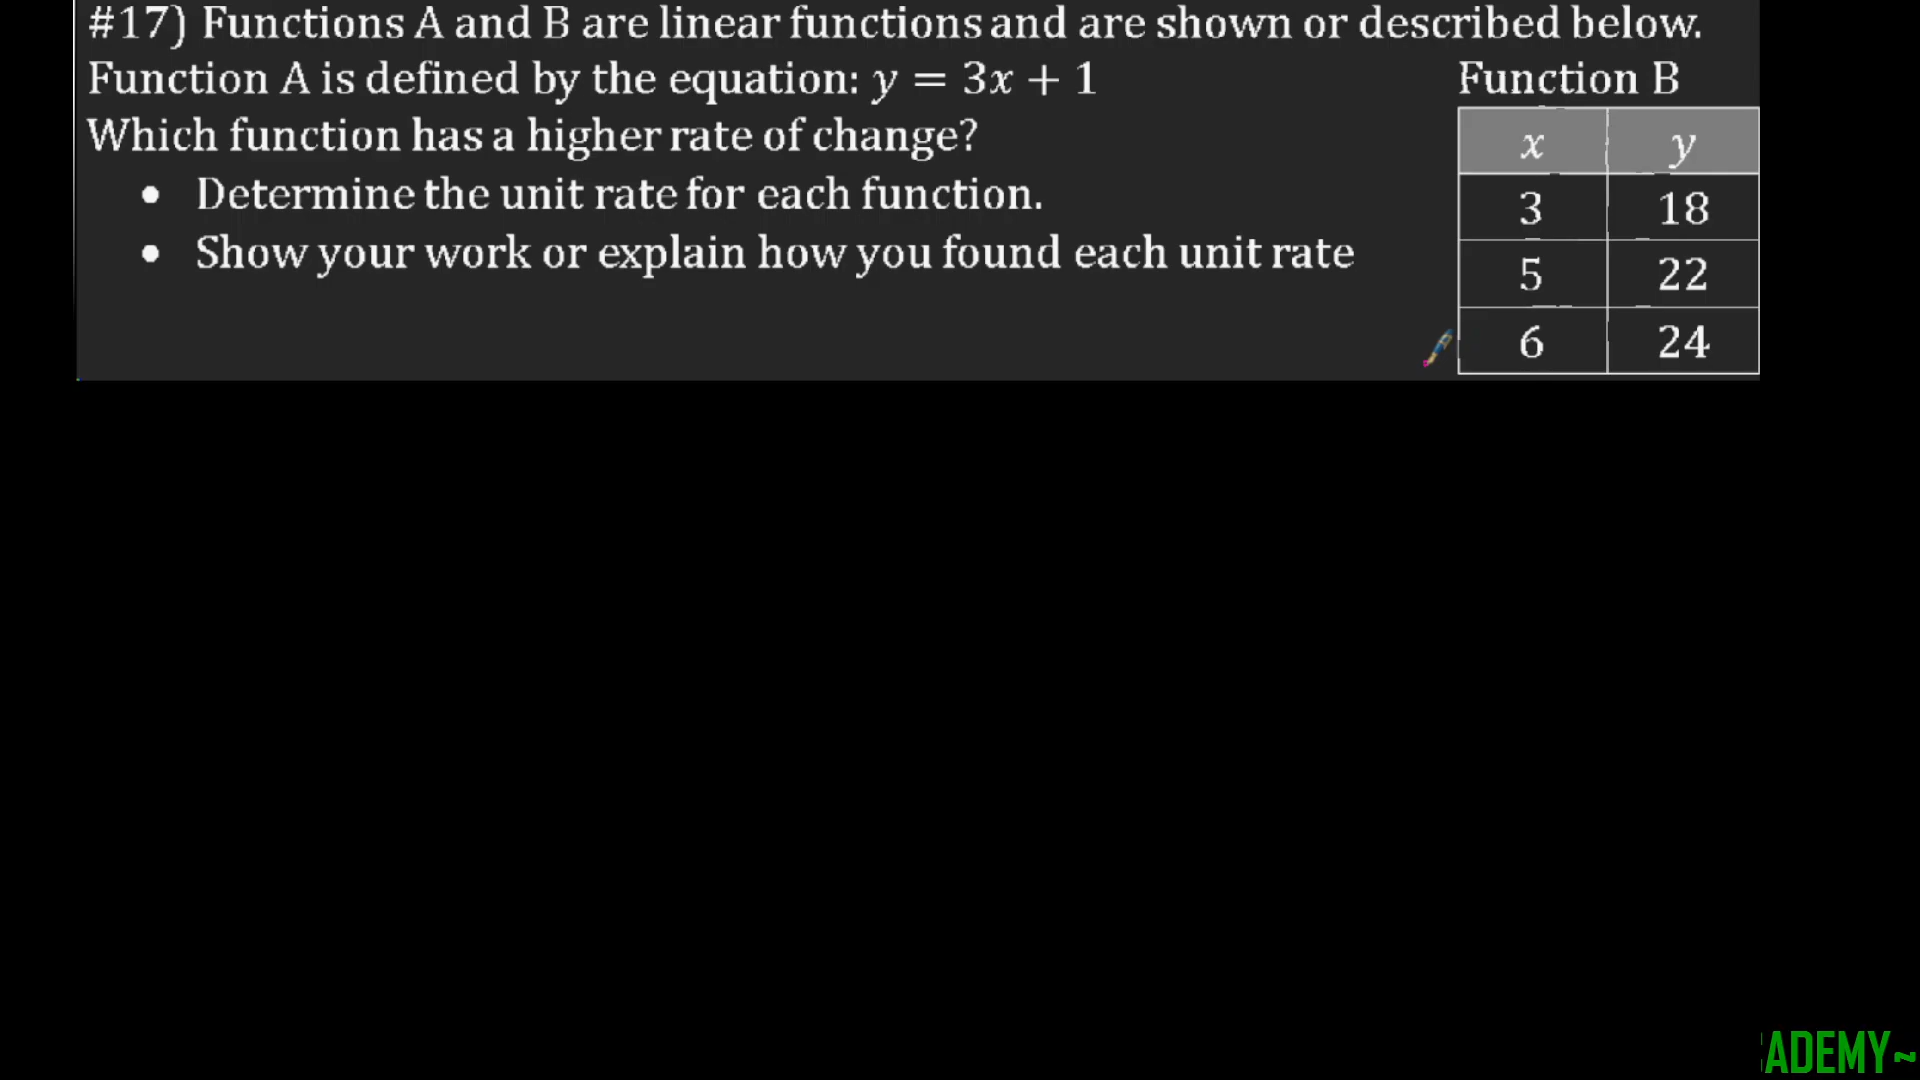 #17) Functions A and B are linear functions and are shown or described below.
Function A is defined by the equation: y = 3x + 1
Function B
Which function has a higher rate of change?
• Determine the unit rate for each function.
• Show your work or explain how you found each unit rate
x y
3 18
5 22
6 24
ADEMY~